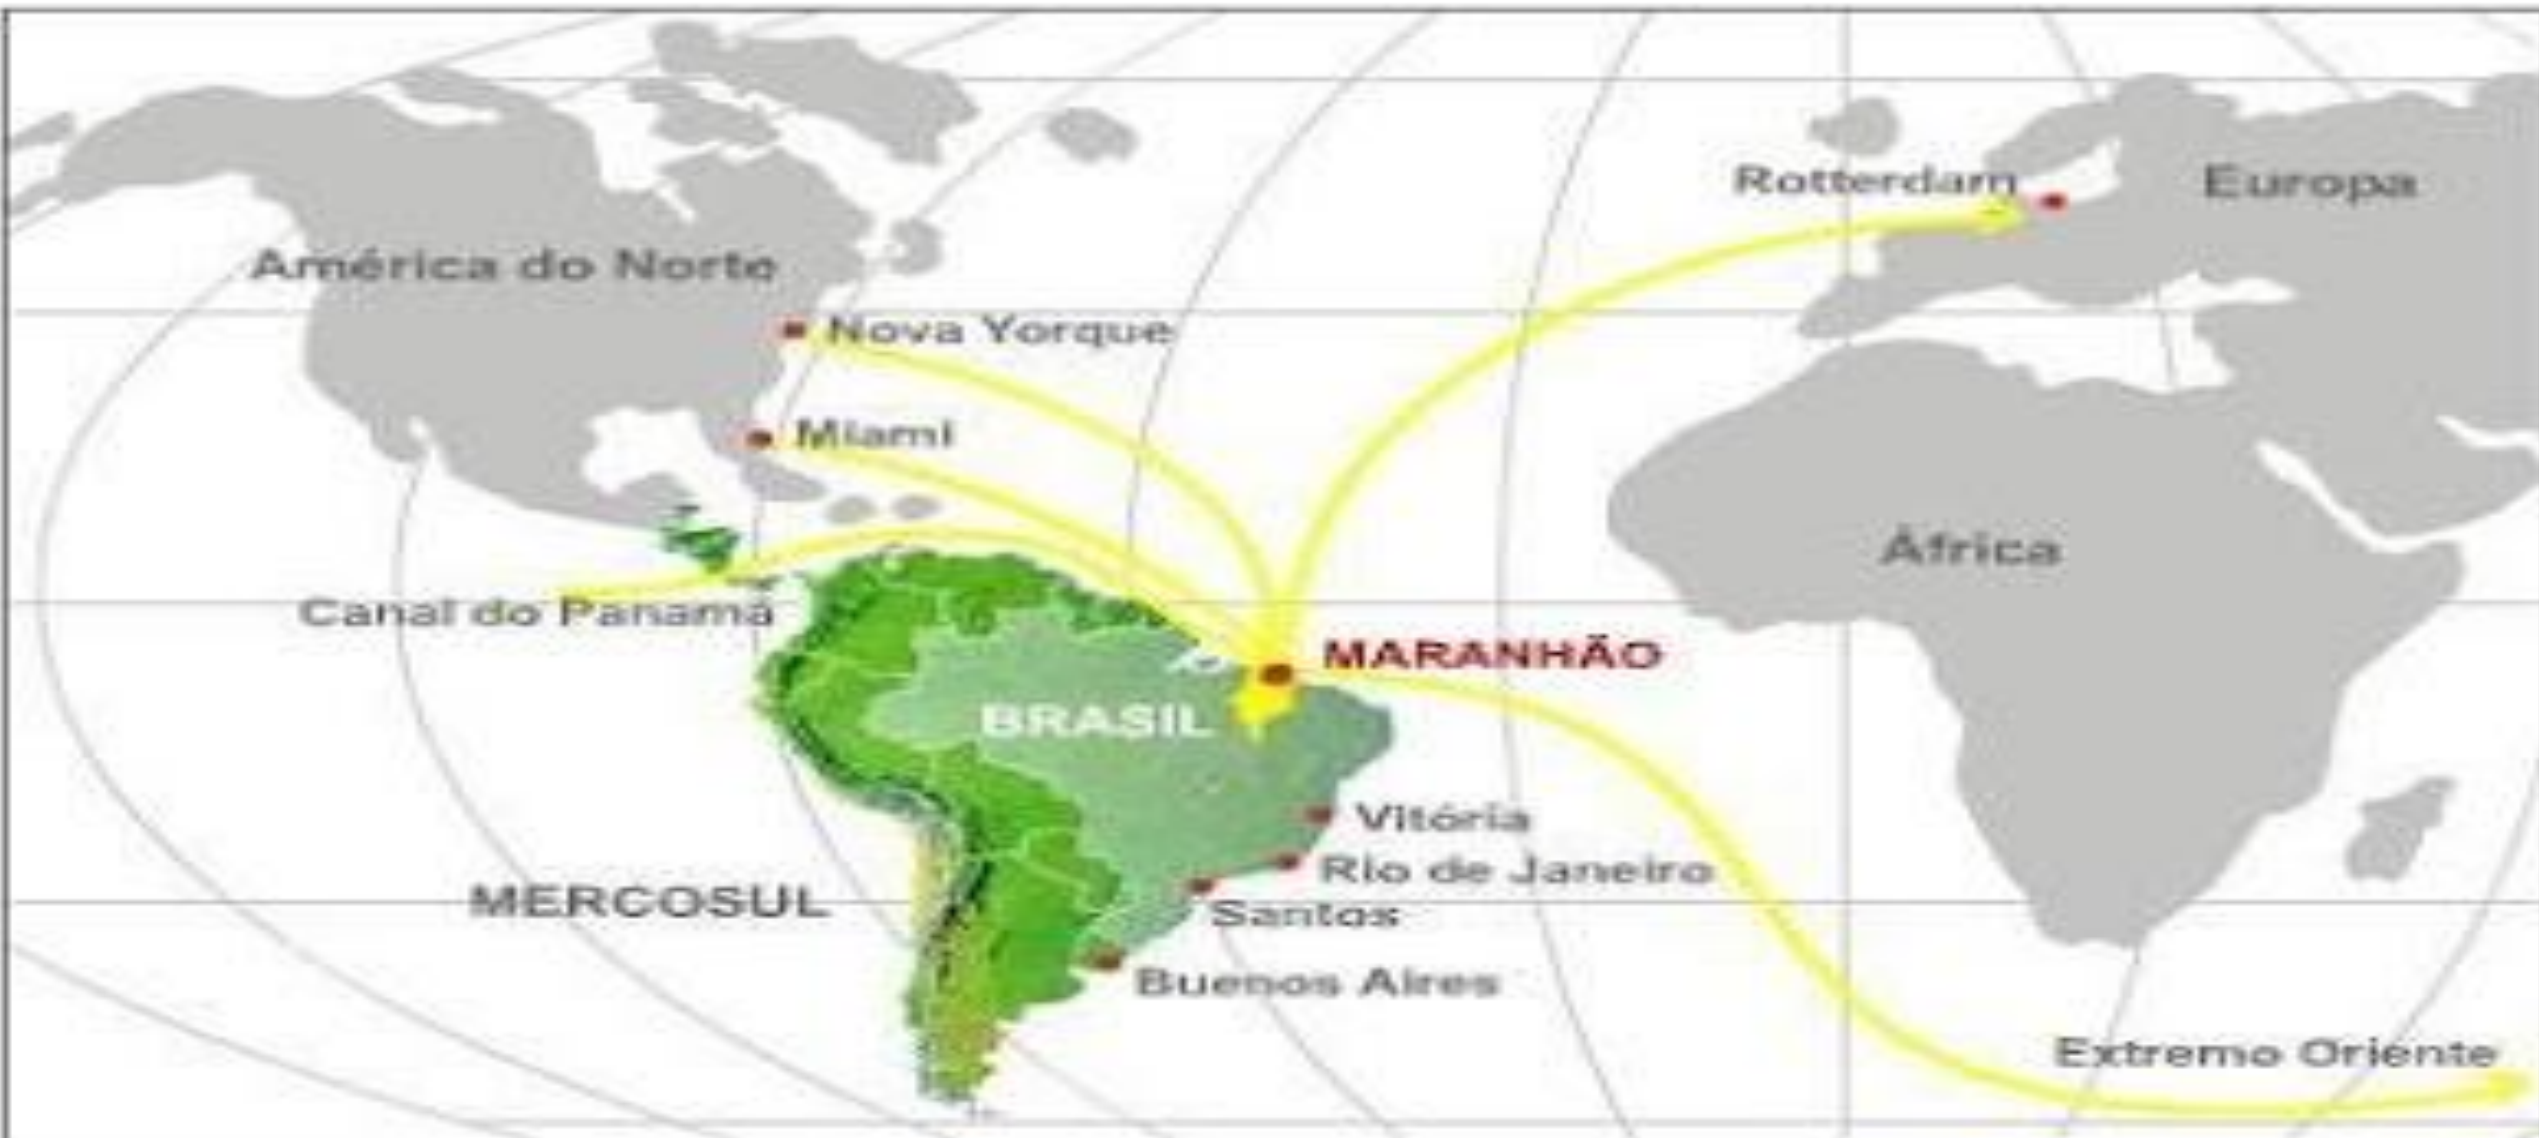 Rotterdam
Europa
América do Norte
Nova Yorque
Miami
África
Canal do Panamá
MARANHÃO
BRASIL
Vitória
Rio de Janeiro
MERCOSUL
Santos
Buenos Aires
Extremo Oriente